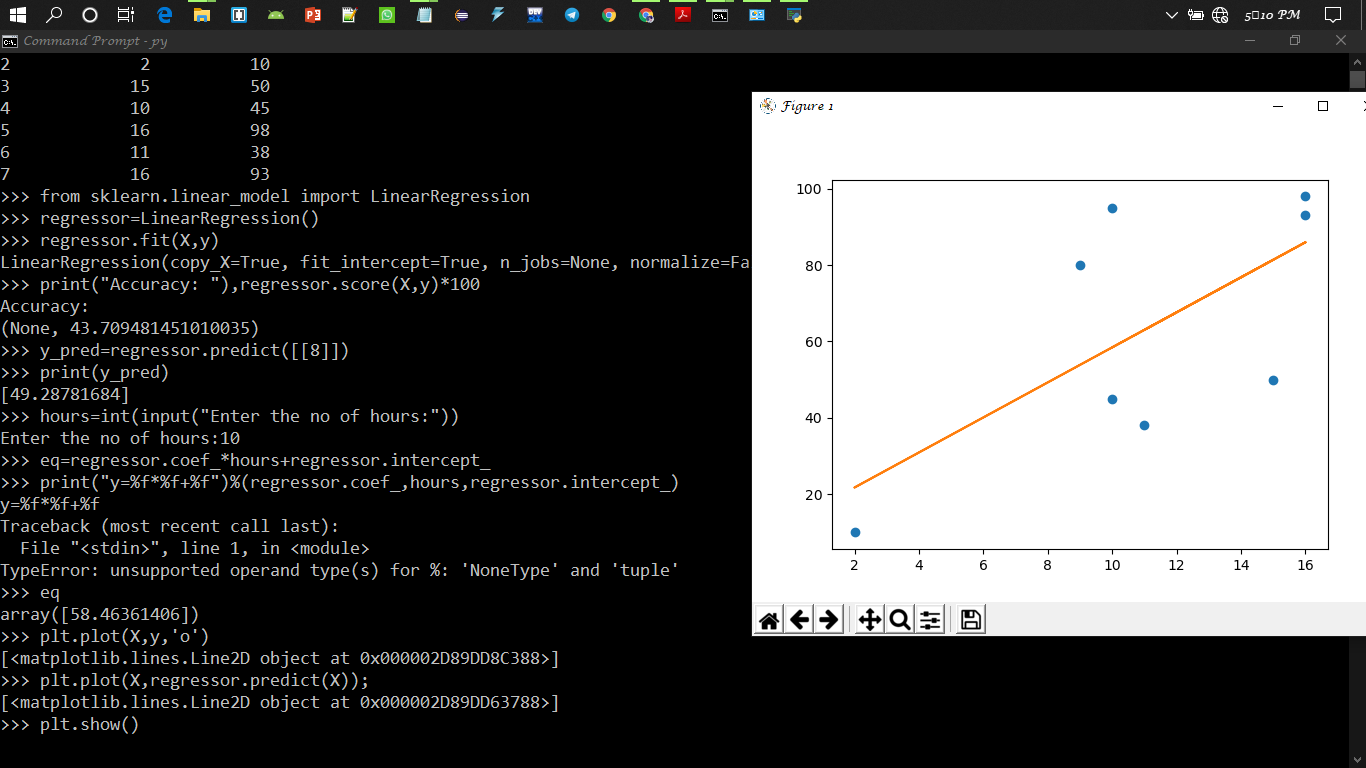 5□10 PM
Command Prompt - py
2 2 10
3 15 50
4 10 45
5 16 98
6 11 38
7 16 93
>>> from sklearn.linear_model import LinearRegression
>>> regressor=LinearRegression()
>>> regressor.fit(X,y)
LinearRegression(copy_X=True, fit_intercept=True, n_jobs=None, normalize=Fa
>>> print("Accuracy: "),regressor.score(X,y)*100
Accuracy:
(None, 43.709481451010035)
>>> y_pred=regressor.predict([[8]])
>>> print(y_pred)
[49.28781684]
>>> hours=int(input("Enter the no of hours:"))
Enter the no of hours:10
>>> eq=regressor.coef_*hours+regressor.intercept_
>>> print("y=%f*%f+%f")%(regressor.coef_,hours,regressor.intercept_)
y=%f*%f+%f
Traceback (most recent call last):
File "<stdin>", line 1, in <module>
TypeError: unsupported operand type(s) for %: 'NoneType' and 'tuple'
>>> eq
array([58.46361406])
>>> plt.plot(X,y,'o')
[<matplotlib.lines.Line2D object at 0x000002D89DD8C388>]
>>> plt.plot(X,regressor.predict(X));
[<matplotlib.lines.Line2D object at 0x000002D89DD63788>]
>>> plt.show()
Figure 1
100
80
60
40
20
2 4 6 8 10 12 14 16